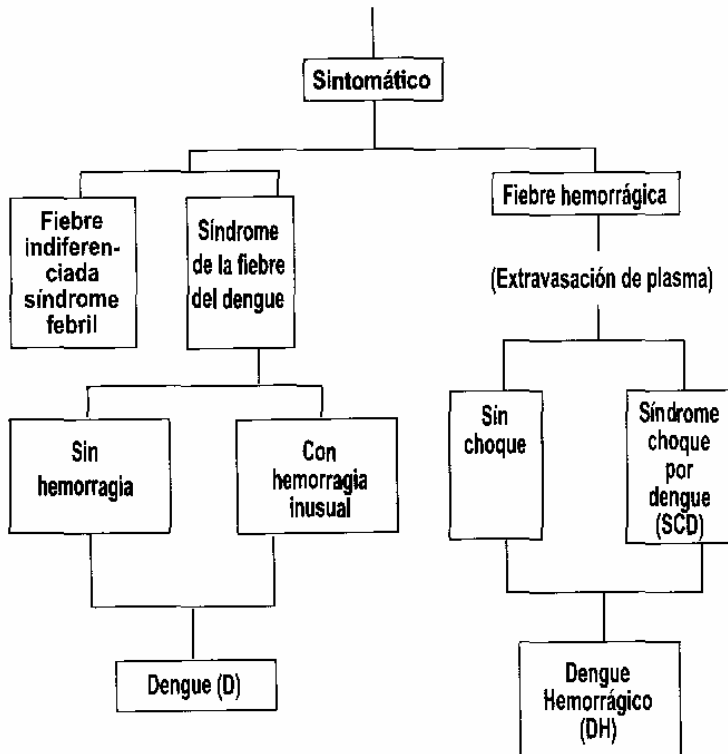 Sintomático
Fiebre
indiferen-
ciada
síndrome
febril
Síndrome
de la fiebre
del dengue
Fiebre hemorrágica
(Extravasación de plasma)
Sin
hemorragia
Con
hemorragia
inusual
Sin
choque
Síndrome
choque
por
dengue
(SCD)
Dengue (D)
Dengue
Hemorrágico
(DH)